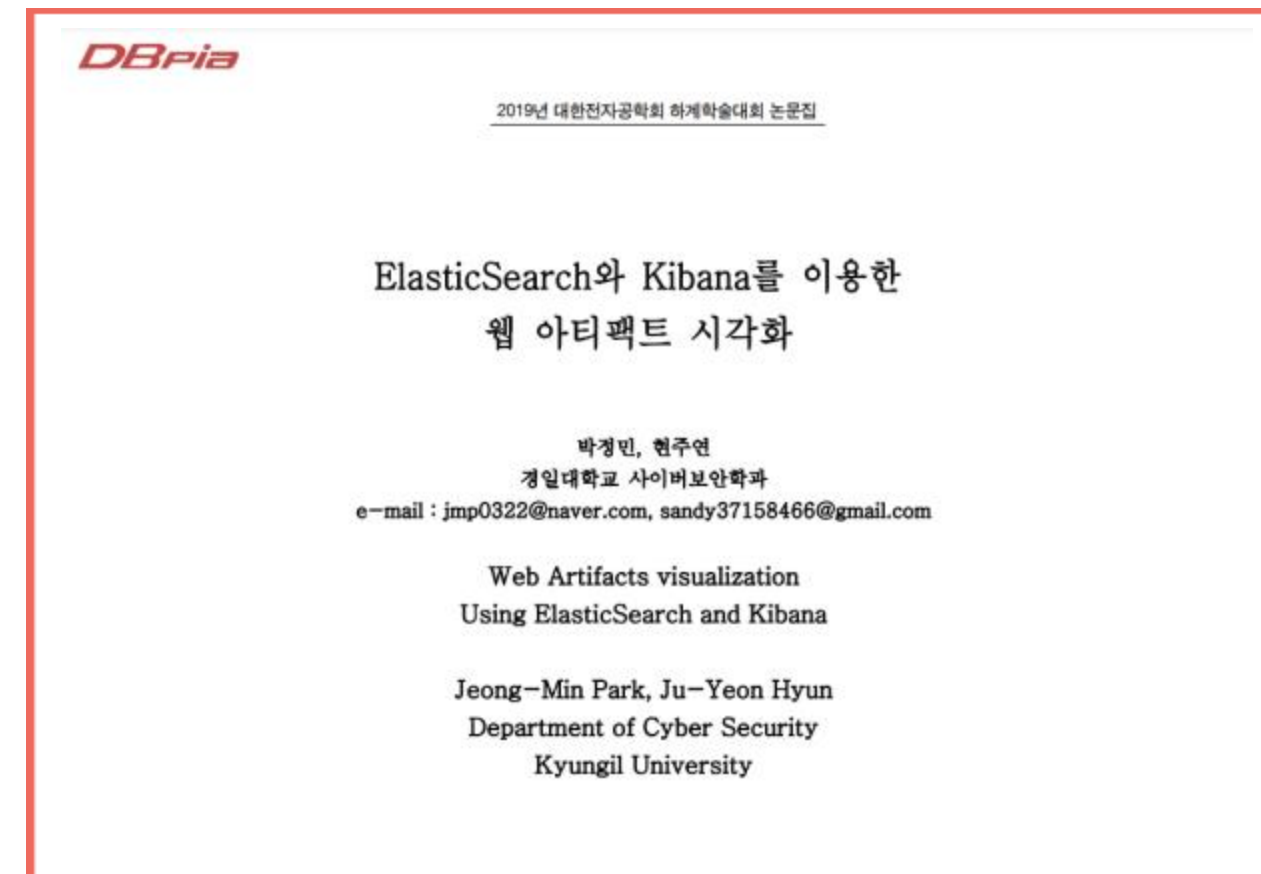 DBpia
2019년 대한전자공학회 하계학술대회 논문집
ElasticSearch와 Kibana를 이용한
웹 아티팩트 시각화
박정민, 현주연
경일대학교 사이버보안학과
e-mail : jmp0322@naver.com, sandy37158466@gmail.com
Web Artifacts visualization
Using ElasticSearch and Kibana
Jeong-Min Park, Ju-Yeon Hyun
Department of Cyber Security
Kyungil University